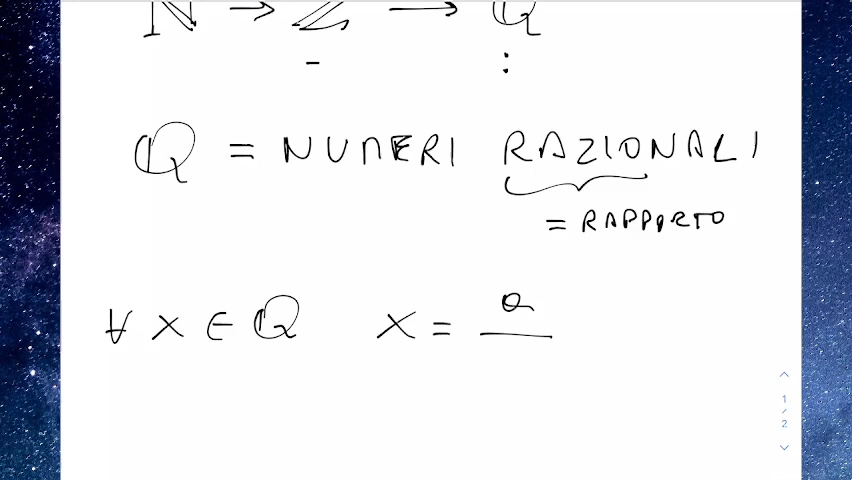 ℕ → ℤ → ℚ
- :
ℚ = NUMERI RAZIONALI
= RAPPORTO
∀ x ∈ ℚ x = a
1
/
2